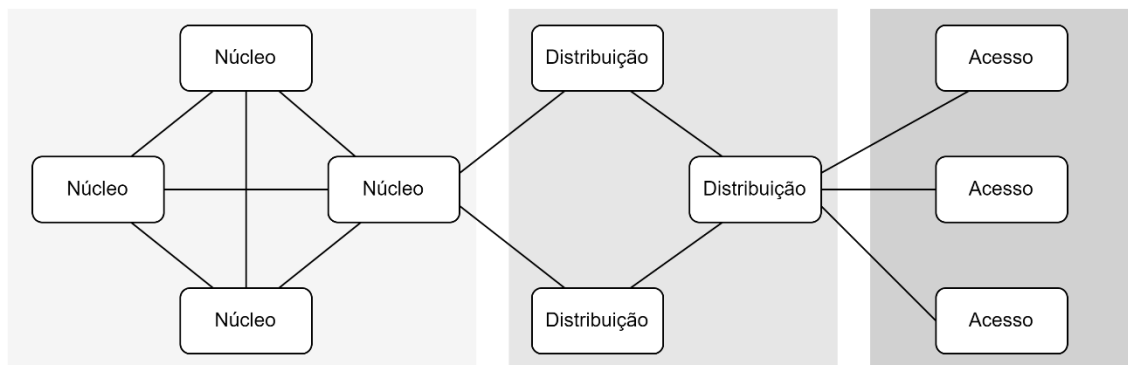 Núcleo
Distribuição
Acesso
Núcleo
Núcleo
Distribuição
Acesso
Núcleo
Distribuição
Acesso